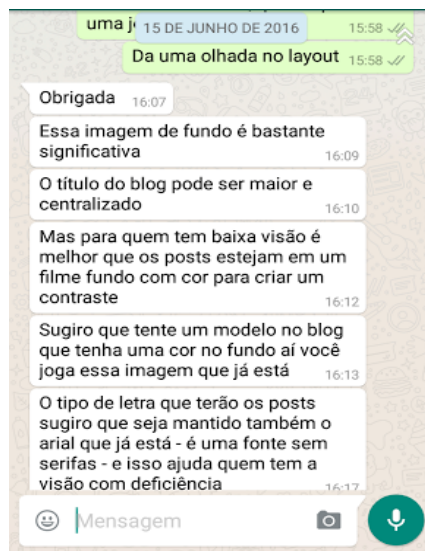 uma j
15 DE JUNHO DE 2016
15:58
Da uma olhada no layout 15:58
Obrigada 16:07
Essa imagem de fundo é bastante
significativa
16:09
O título do blog pode ser maior e
centralizado
16:10
Mas para quem tem baixa visão é
melhor que os posts estejam em um
filme fundo com cor para criar um
contraste
16:12
Sugiro que tente um modelo no blog
que tenha uma cor no fundo aí você
joga essa imagem que já está 16:13
O tipo de letra que terão os posts
sugiro que seja mantido também o
arial que já está - é uma fonte sem
serifas - e isso ajuda quem tem a
visão com deficiência 16:17
Mensagem